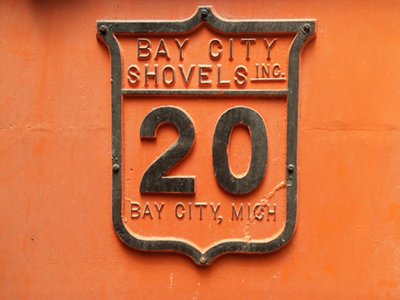 BAY CITY
SHOVELS INC.
20
BAY CITY, MICH